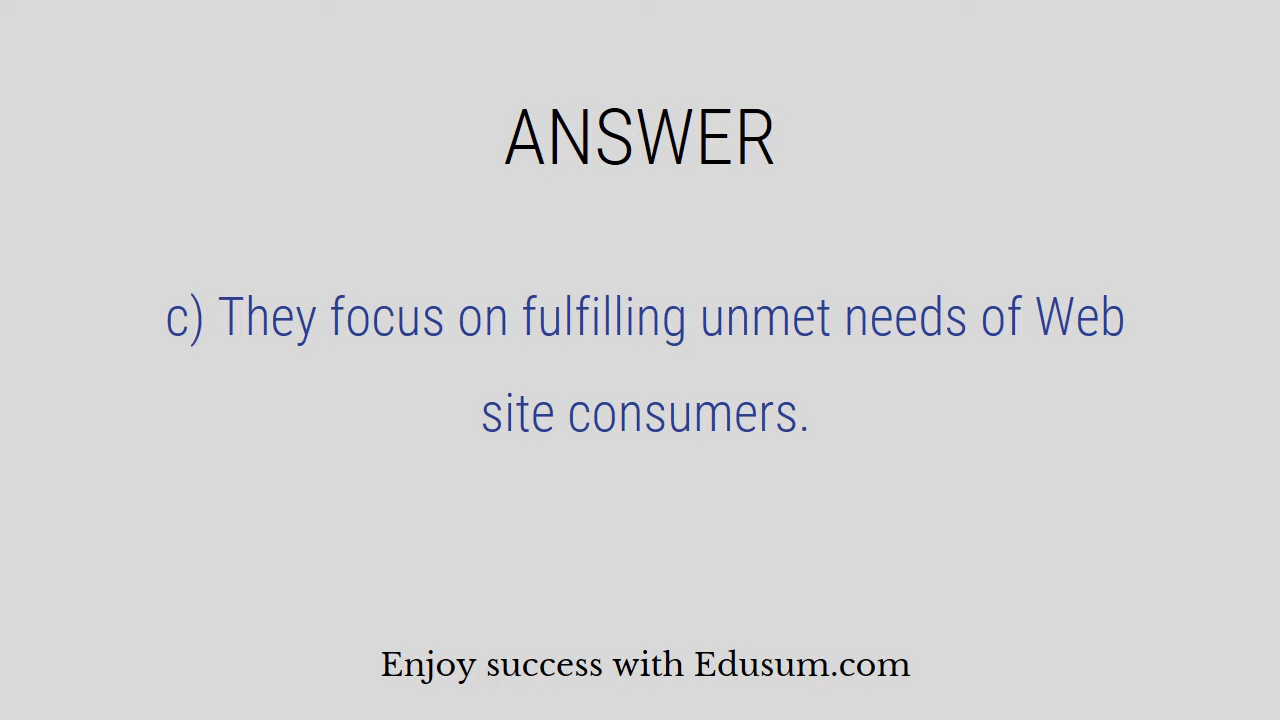 ANSWER
c) They focus on fulfilling unmet needs of Web
site consumers.
Enjoy success with Edusum.com